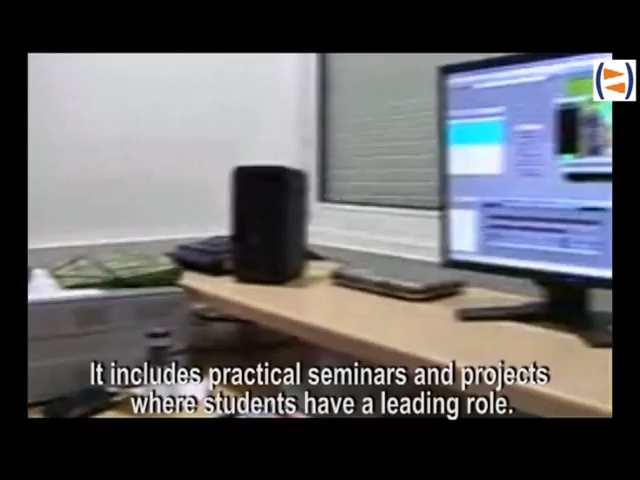 It includes practical seminars and projects
where students have a leading role.